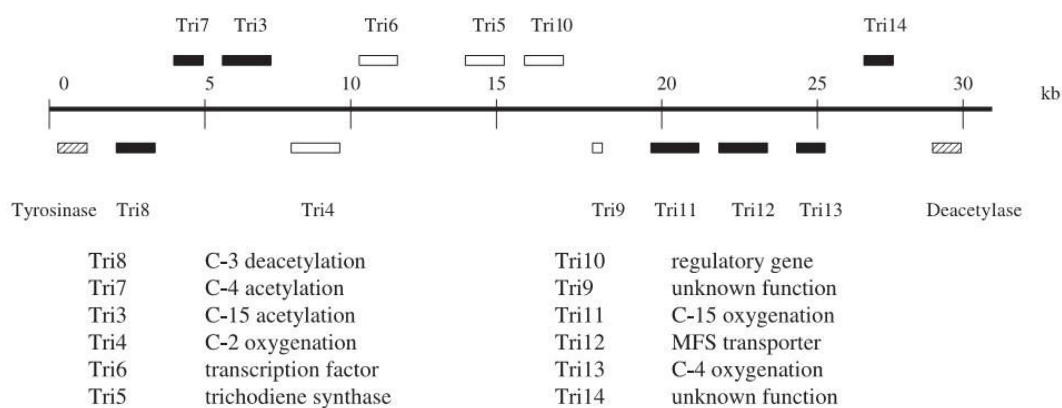 Tri7 Tri3 Tri6 Tri5 Tri10 Tri14
0 5 10 15 20 25 30 kb
Tyrosinase Tri8 Tri4 Tri9 Tri11 Tri12 Tri13 Deacetylase
Tri8 C-3 deacetylation Tri10 regulatory gene
Tri7 C-4 acetylation Tri9 unknown function
Tri3 C-15 acetylation Tri11 C-15 oxygenation
Tri4 C-2 oxygenation Tri12 MFS transporter
Tri6 transcription factor Tri13 C-4 oxygenation
Tri5 trichodiene synthase Tri14 unknown function